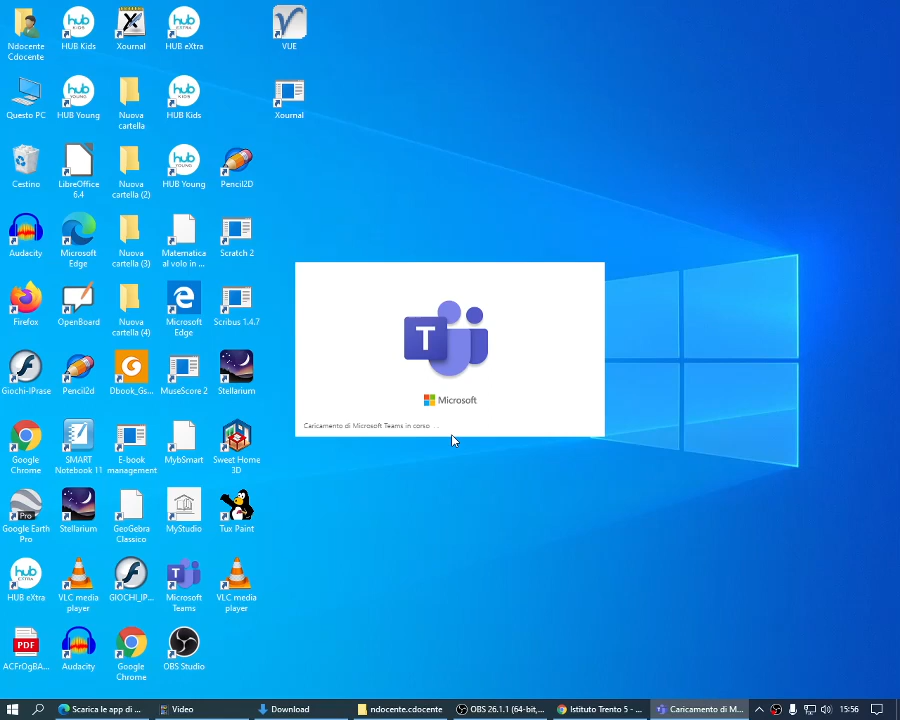 Ndocente
Cdocente
HUB Kids
Xournal
HUB eXtra
VUE
Questo PC
HUB Young
Nuova
cartella
HUB Kids
Xournal
Cestino
LibreOffice
6.4
Nuova
cartella (2)
HUB Young
Pencil2D
Audacity
Microsoft
Edge
Nuova
cartella (3)
Matematica
al volo in ...
Scratch 2
Firefox
OpenBoard
Nuova
cartella (4)
Microsoft
Edge
Scribus 1.4.7
Giochi-IPrase
Pencil2d
Dbook_Gs...
MuseScore 2
Stellarium
Google
Chrome
SMART
Notebook 11
E-book
management
MybSmart
Sweet Home
3D
Google Earth
Pro
Stellarium
GeoGebra
Classico
MyStudio
Tux Paint
HUB eXtra
VLC media
player
GIOCHI_IP...
Microsoft
Teams
VLC media
player
ACFrOgBA...
Audacity
Google
Chrome
OBS Studio
T
Microsoft
Caricamento di Microsoft Teams in corso ...
Scarica le app di ...
Video
Download
ndocente.cdocente
OBS 26.1.1 (64-bit,...
Istituto Trento 5 - ...
Caricamento di M...
15:56